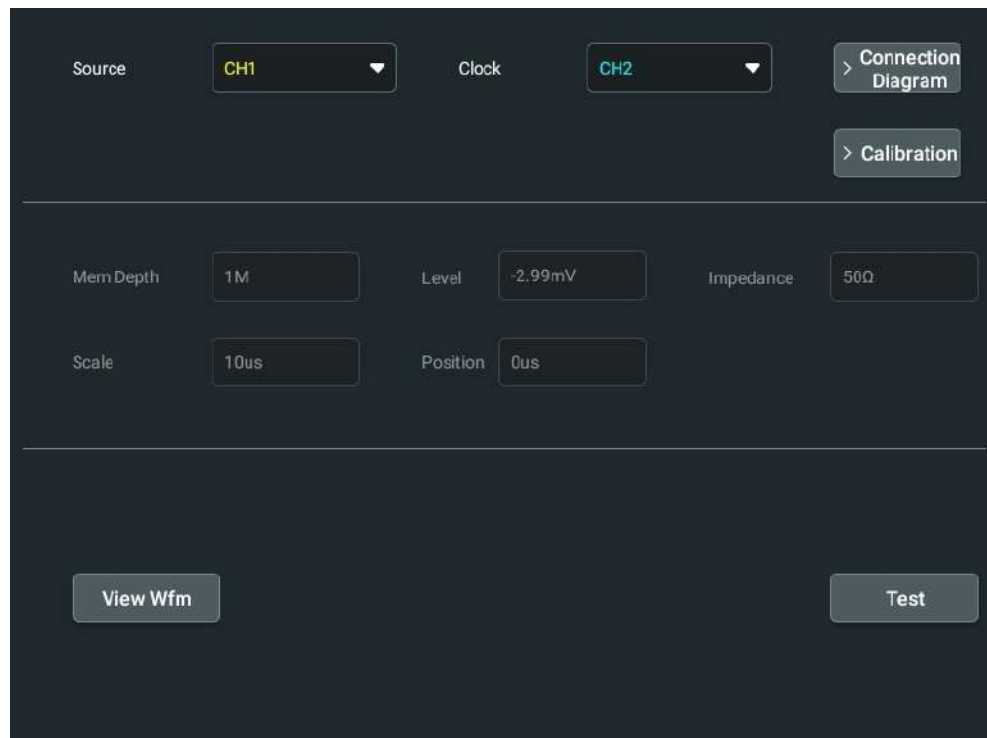 Source CH1 Clock CH2 > Connection
Diagram
> Calibration
Mem Depth 1M Level -2.99mV Impedance 50Ω
Scale 10us Position 0us
View Wfm Test